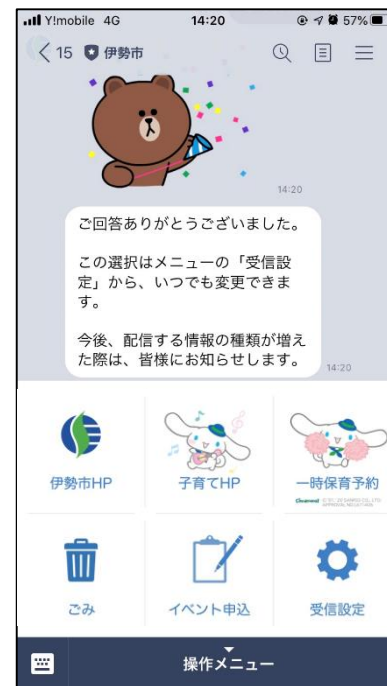 Y!mobile 4G 14:20 57%
15 伊勢市
14:20
ご回答ありがとうございました。
この選択はメニューの「受信設
定」から、いつでも変更できま
す。
今後、配信する情報の種類が増え
た際は、皆様にお知らせします。
14:20
伊勢市HP 子育てHP 一時保育予約
ごみ イベント申込 受信設定
操作メニュー